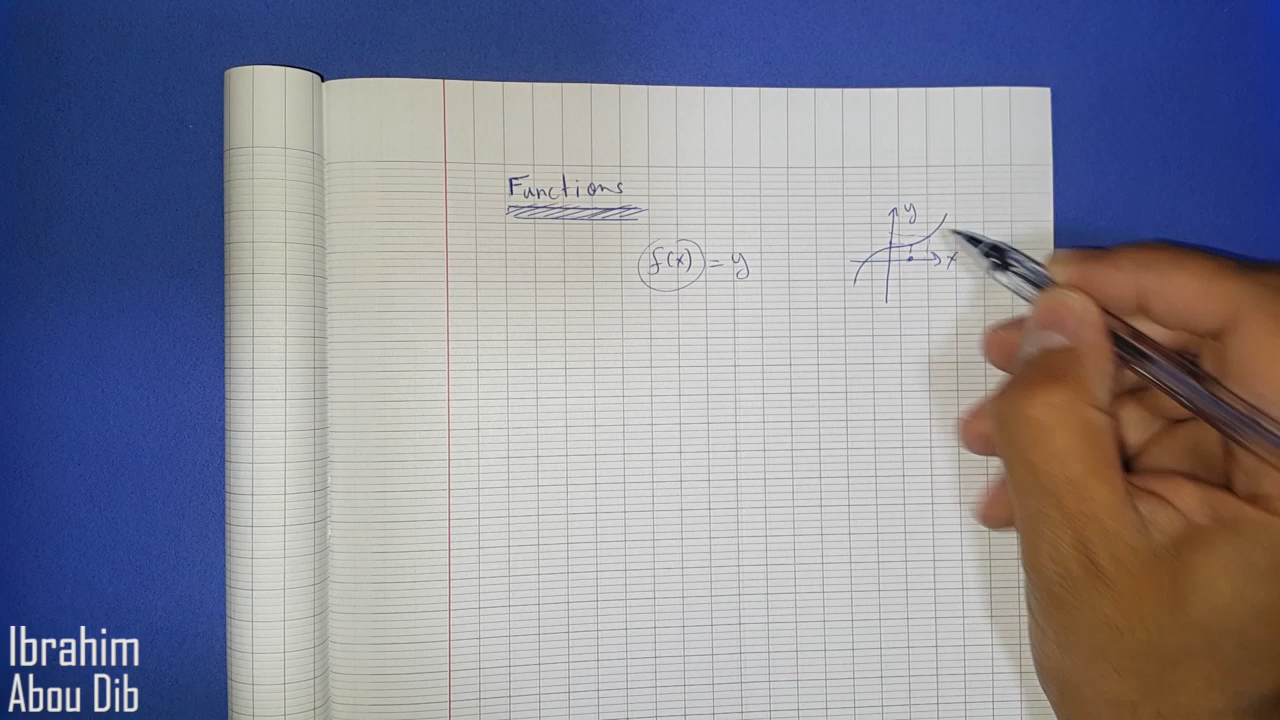 Functions
y
f(x) = y
x
Ibrahim
Abou Dib